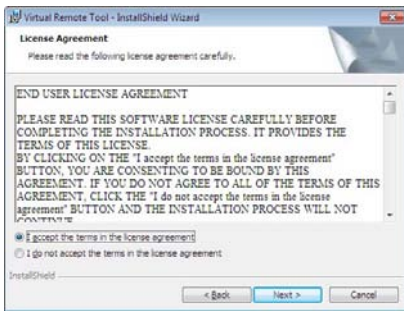 Virtual Remote Tool - InstallShield Wizard
License Agreement
Please read the following license agreement carefully.
END USER LICENSE AGREEMENT
PLEASE READ THIS SOFTWARE LICENSE CAREFULLY BEFORE
COMPLETING THE INSTALLATION PROCESS. IT PROVIDES THE
TERMS OF THIS LICENSE.
BY CLICKING ON THE "I accept the terms in the license agreement"
BUTTON, YOU ARE CONSENTING TO BE BOUND BY THIS
AGREEMENT. IF YOU DO NOT AGREE TO ALL OF THE TERMS OF THIS
AGREEMENT, CLICK THE "I do not accept the terms in the license
agreement" BUTTON AND THE INSTALLATION PROCESS WILL NOT
CONTINUE.
I accept the terms in the license agreement
I do not accept the terms in the license agreement
InstallShield
< Back
Next >
Cancel